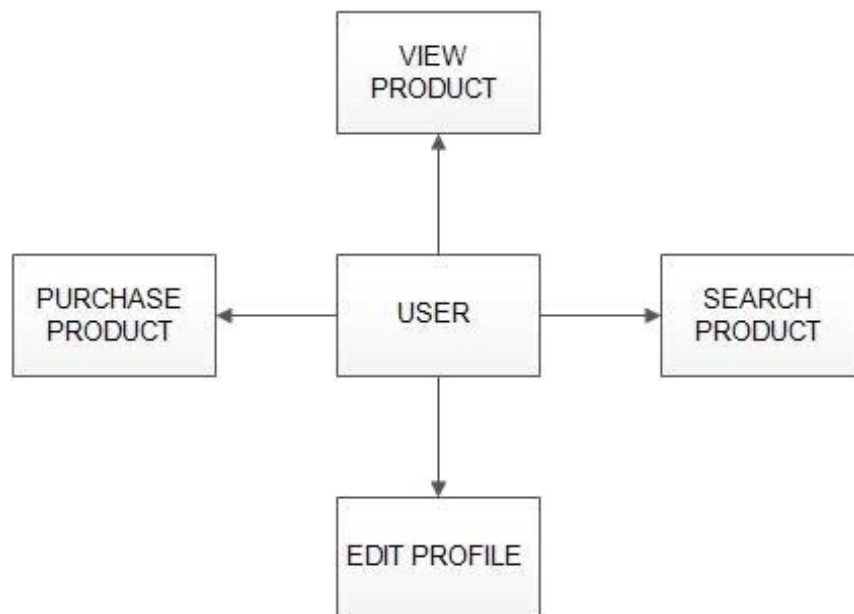 VIEW
PRODUCT
PURCHASE
PRODUCT
USER
SEARCH
PRODUCT
EDIT PROFILE